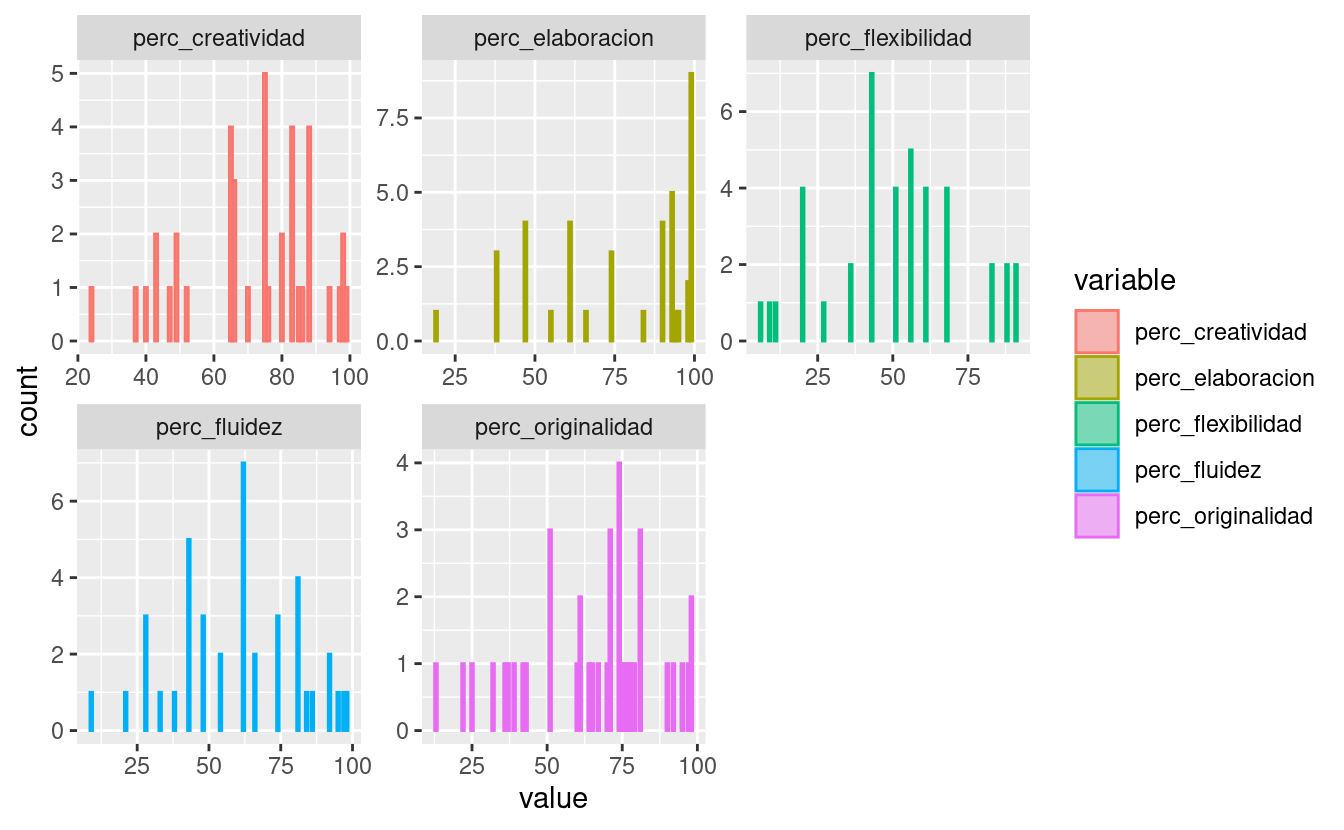 perc_creatividad
perc_elaboracion
perc_flexibilidad
5
4
3
2
1
0
20 40 60 80 100
7.5
5.0
2.5
0.0
25 50 75 100
6
4
2
0
25 50 75
count
perc_fluidez
perc_originalidad
6
4
2
0
25 50 75 100
4
3
2
1
0
25 50 75 100
value
variable
perc_creatividad
perc_elaboracion
perc_flexibilidad
perc_fluidez
perc_originalidad